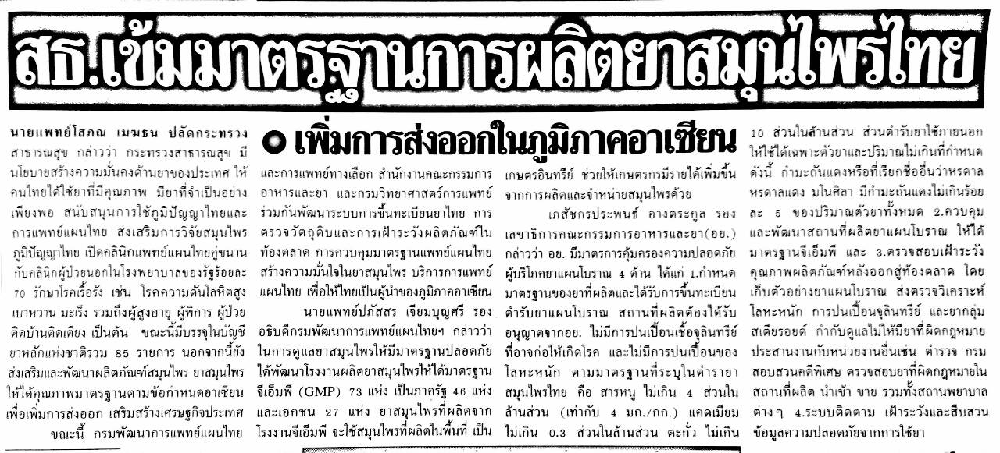 สธ.เข้มมาตรฐานการผลิตยาสมุนไพรไทย
เพิ่มการส่งออกในภูมิภาคอาเซียน
นายแพทย์โสภณ เมฆธน ปลัดกระทรวง
สาธารณสุข กล่าวว่า กระทรวงสาธารณสุข มี
นโยบายสร้างความมั่นคงด้านยาของประเทศ ให้
คนไทยได้ใช้ยาที่มีคุณภาพ มียาที่จำเป็นอย่าง
เพียงพอ สนับสนุนการใช้ภูมิปัญญาไทยและ
การแพทย์แผนไทย ส่งเสริมการวิจัยสมุนไพร
ภูมิปัญญาไทย เปิดคลินิกแพทย์แผนไทยคู่ขนาน
กับคลินิกผู้ป่วยนอกในโรงพยาบาลของรัฐร้อยละ
70 รักษาโรคเรื้อรัง เช่น โรคความดันโลหิตสูง
เบาหวาน มะเร็ง รวมถึงผู้สูงอายุ ผู้พิการ ผู้ป่วย
ติดบ้านติดเตียง เป็นต้น ขณะนี้มีบรรจุในบัญชี
ยาหลักแห่งชาติรวม 85 รายการ นอกจากนี้ยัง
ส่งเสริมและพัฒนาผลิตภัณฑ์สมุนไพร ยาสมุนไพร
ให้ได้คุณภาพมาตรฐานตามข้อกำหนดอาเซียน
เพื่อเพิ่มการส่งออก เสริมสร้างเศรษฐกิจประเทศ
ขณะนี้ กรมพัฒนาการแพทย์แผนไทย
และการแพทย์ทางเลือก สำนักงานคณะกรรมการ
อาหารและยา และกรมวิทยาศาสตร์การแพทย์
ร่วมกันพัฒนาระบบการขึ้นทะเบียนยาไทย การ
ตรวจวัตถุดิบและการเฝ้าระวังผลิตภัณฑ์ใน
ท้องตลาด การควบคุมมาตรฐานแพทย์แผนไทย
สร้างความมั่นใจในยาสมุนไพร บริการการแพทย์
แผนไทย เพื่อให้ไทยเป็นผู้นำของภูมิภาคอาเซียน
นายแพทย์ปภัสสร เจียมบุญศรี รอง
อธิบดีกรมพัฒนาการแพทย์แผนไทยฯ กล่าวว่า
ในการดูแลยาสมุนไพรให้มีมาตรฐานปลอดภัย
ได้พัฒนาโรงงานผลิตยาสมุนไพรให้ได้มาตรฐาน
จีเอ็มพี (GMP) 73 แห่ง เป็นภาครัฐ 46 แห่ง
และเอกชน 27 แห่ง ยาสมุนไพรที่ผลิตจาก
โรงงานจีเอ็มพี จะใช้สมุนไพรที่ผลิตในพื้นที่ เป็น
เกษตรอินทรีย์ ช่วยให้เกษตรกรมีรายได้เพิ่มขึ้น
จากการผลิตและจำหน่ายสมุนไพรด้วย
เภสัชกรประพนธ์ อางตระกูล รอง
เลขาธิการคณะกรรมการอาหารและยา(อย.)
กล่าวว่า อย. มีมาตรการคุ้มครองความปลอดภัย
ผู้บริโภคยาแผนโบราณ 4 ด้าน ได้แก่ 1.กำหนด
มาตรฐานของยาที่ผลิตและได้รับการขึ้นทะเบียน
ตำรับยาแผนโบราณ สถานที่ผลิตต้องได้รับ
อนุญาตจากอย. ไม่มีการปนเปื้อนเชื้อจุลินทรีย์
ที่อาจก่อให้เกิดโรค และไม่มีการปนเปื้อนของ
โลหะหนัก ตามมาตรฐานที่ระบุในตำรายา
สมุนไพรไทย คือ สารหนู ไม่เกิน 4 ส่วนใน
ล้านส่วน (เท่ากับ 4 มก./กก.) แคดเมียม
ไม่เกิน 0.3 ส่วนในล้านส่วน ตะกั่ว ไม่เกิน
10 ส่วนในล้านส่วน ส่วนตำรับยาใช้ภายนอก
ให้ใช้ได้เฉพาะตัวยาและปริมาณไม่เกินที่กำหนด
ดังนี้ กำมะถันแดงหรือที่เรียกชื่ออื่นว่าหรดาล
หรดาลแดง มโนศิลา มีกำมะถันแดงไม่เกินร้อย
ละ 5 ของปริมาณตัวยาทั้งหมด 2.ควบคุม
และพัฒนาสถานที่ผลิตยาแผนโบราณ ให้ได้
มาตรฐานจีเอ็มพี และ 3.ตรวจสอบเฝ้าระวัง
คุณภาพผลิตภัณฑ์หลังออกสู่ท้องตลาด โดย
เก็บตัวอย่างยาแผนโบราณ ส่งตรวจวิเคราะห์
โลหะหนัก การปนเปื้อนจุลินทรีย์ และยากลุ่ม
สเตียรอยด์ กำกับดูแลไม่ให้มียาที่ผิดกฎหมาย
ประสานงานกับหน่วยงานอื่นเช่น ตำรวจ กรม
สอบสวนคดีพิเศษ ตรวจสอบยาที่ผิดกฎหมายใน
สถานที่ผลิต นำเข้า ขาย รวมทั้งสถานพยาบาล
ต่างๆ 4.ระบบติดตาม เฝ้าระวังและสืบสวน
ข้อมูลความปลอดภัยจากการใช้ยา